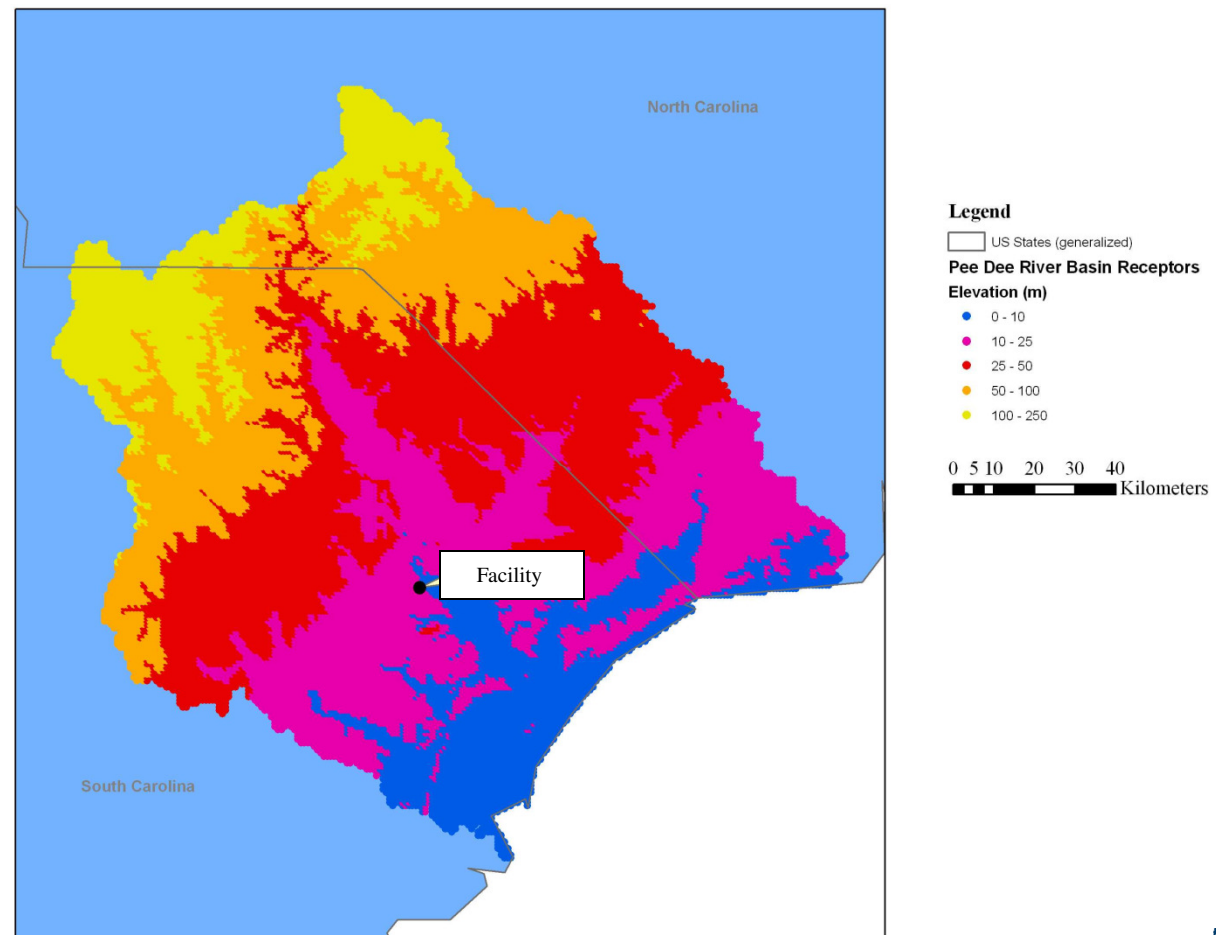 North Carolina
Facility
South Carolina
Legend
US States (generalized)
Pee Dee River Basin Receptors
Elevation (m)
0 - 10
10 - 25
25 - 50
50 - 100
100 - 250
0 5 10 20 30 40
Kilometers